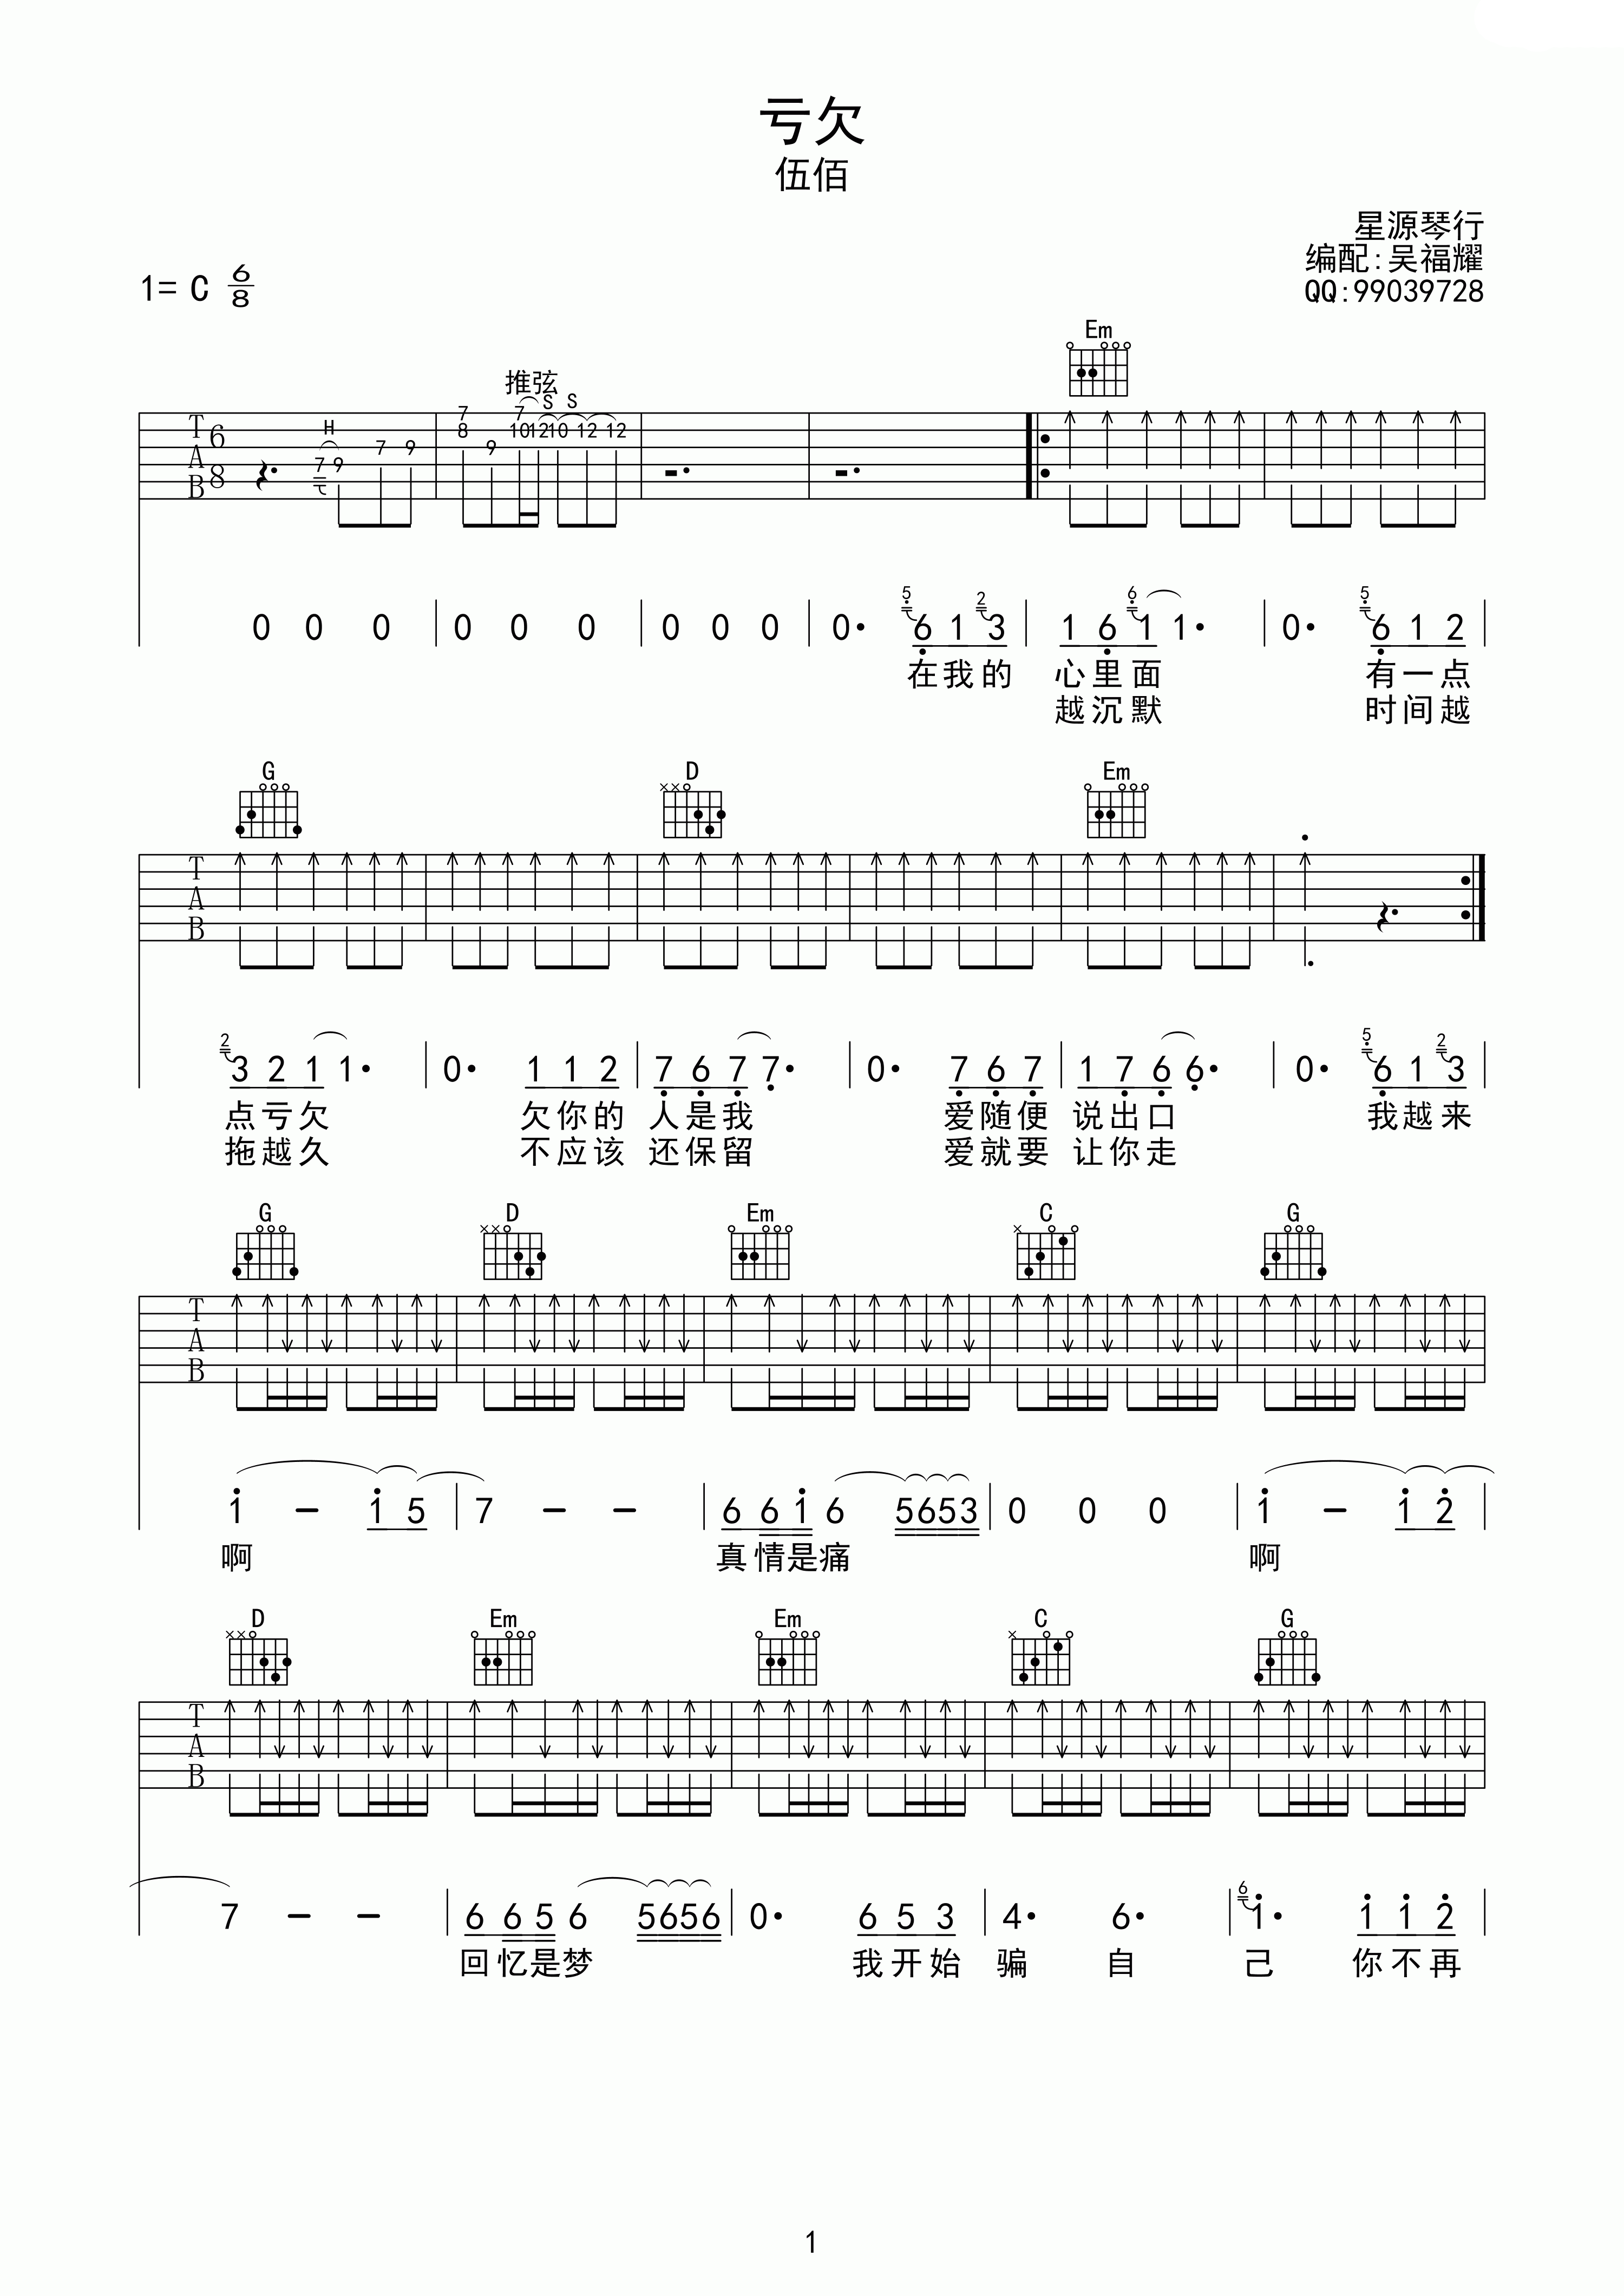 亏欠
伍佰
星源琴行
编配:吴福耀
QQ:99039728
1= C 6/8
Em
推弦
H S S
T A B 6 8
7 9 7 9 7 8 9 7 10 12 10 12 12
0 0 0 0 0 0 0 0 0 0· 5 6 1 2 3 1 6 6 1 1· 0· 5 6 1 2
在我的 心里面 有一点
越沉默 时间越
G D Em
T A B
2 3 2 1 1· 0· 1 1 2 7 6 7 7· 0· 7 6 7 1 7 6 6· 0· 5 6 1 2 3
点亏欠 欠你的 人是我 爱随便 说出口 我越来
拖越久 不应该 还保留 爱就要 让你走
G D Em C G
T A B
1 - 1 5 7 - - 6 6 1 6 5653 0 0 0 1 - 1 2
啊 真情是痛 啊
D Em Em C G
T A B
7 - - 6 6 5 6 5656 0· 6 5 3 4· 6· 6 1· 1 1 2
回忆是梦 我开始 骗 自 己 你不再
1